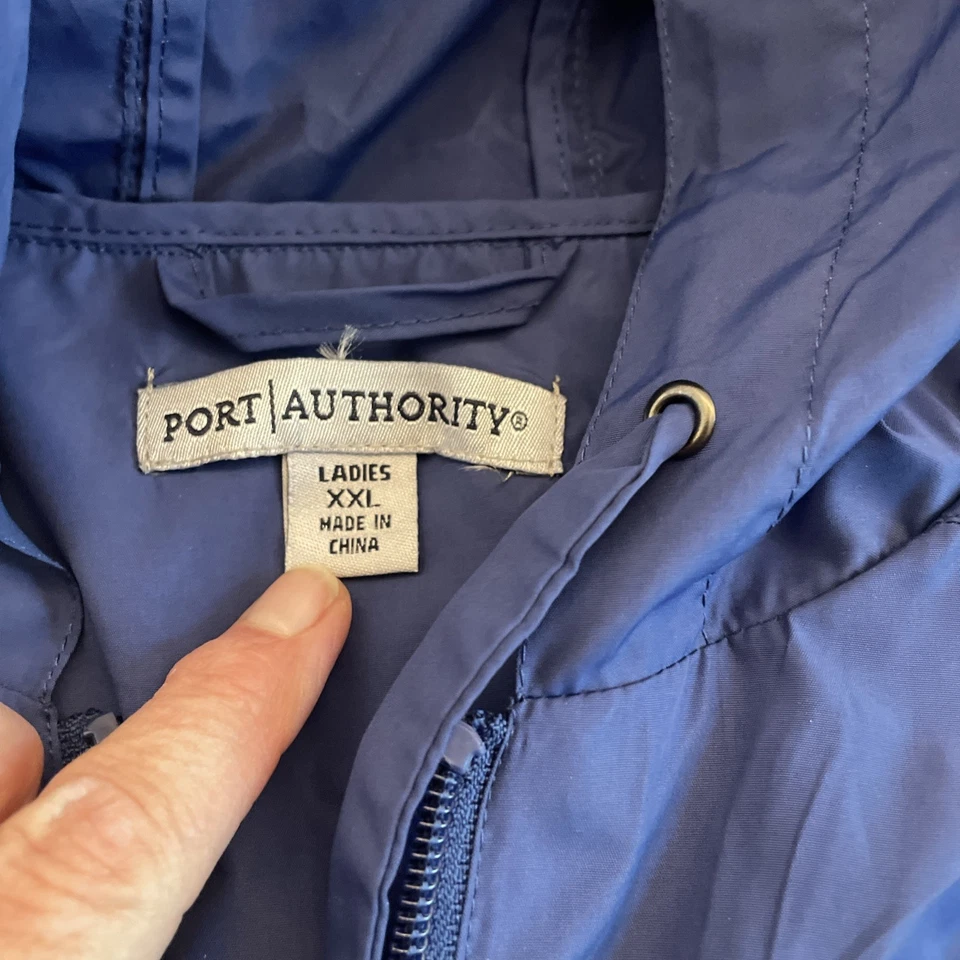 PORT|AUTHORITY®
LADIES
XXL
MADE IN
CHINA